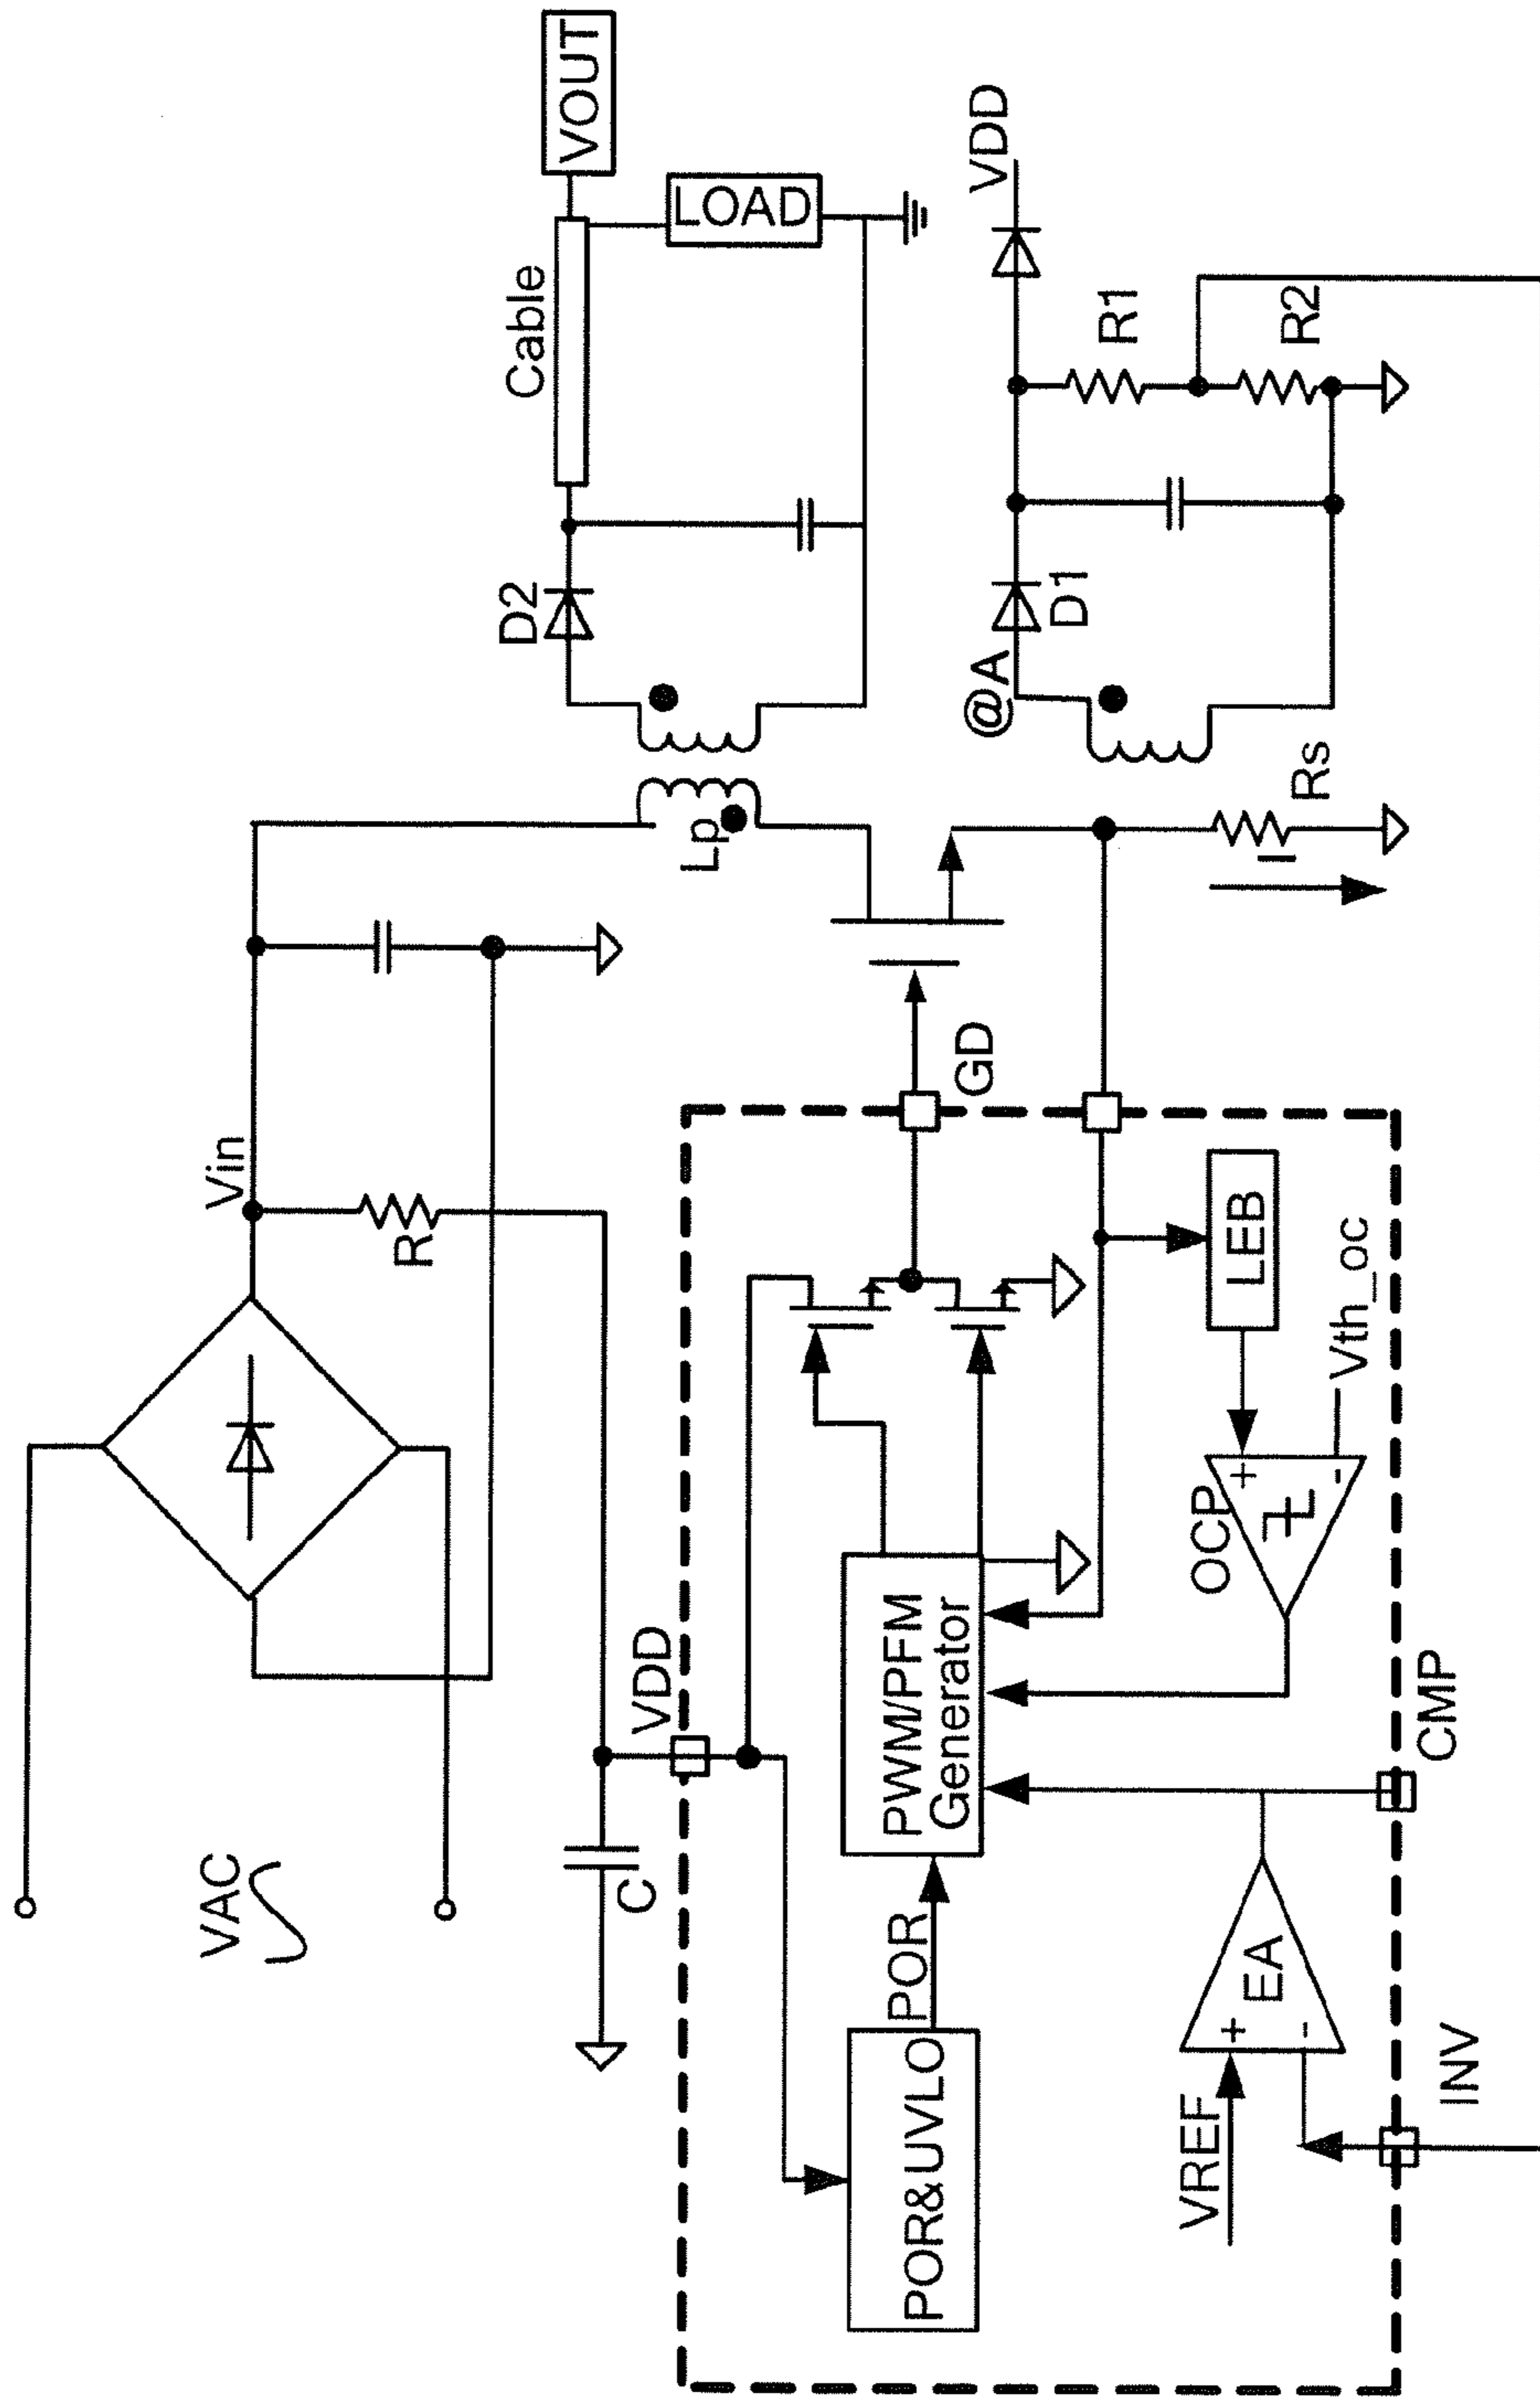 VAC
Vin
R
C
VDD
Lp
D2
Cable
VOUT
LOAD
@A
D1
VDD
R1
R2
Rs
I
GD
POR&UVLO
POR
PWM/PFM
Generator
LEB
OCP
+
-
Vth_oc
VREF
+
-
EA
INV
CMP